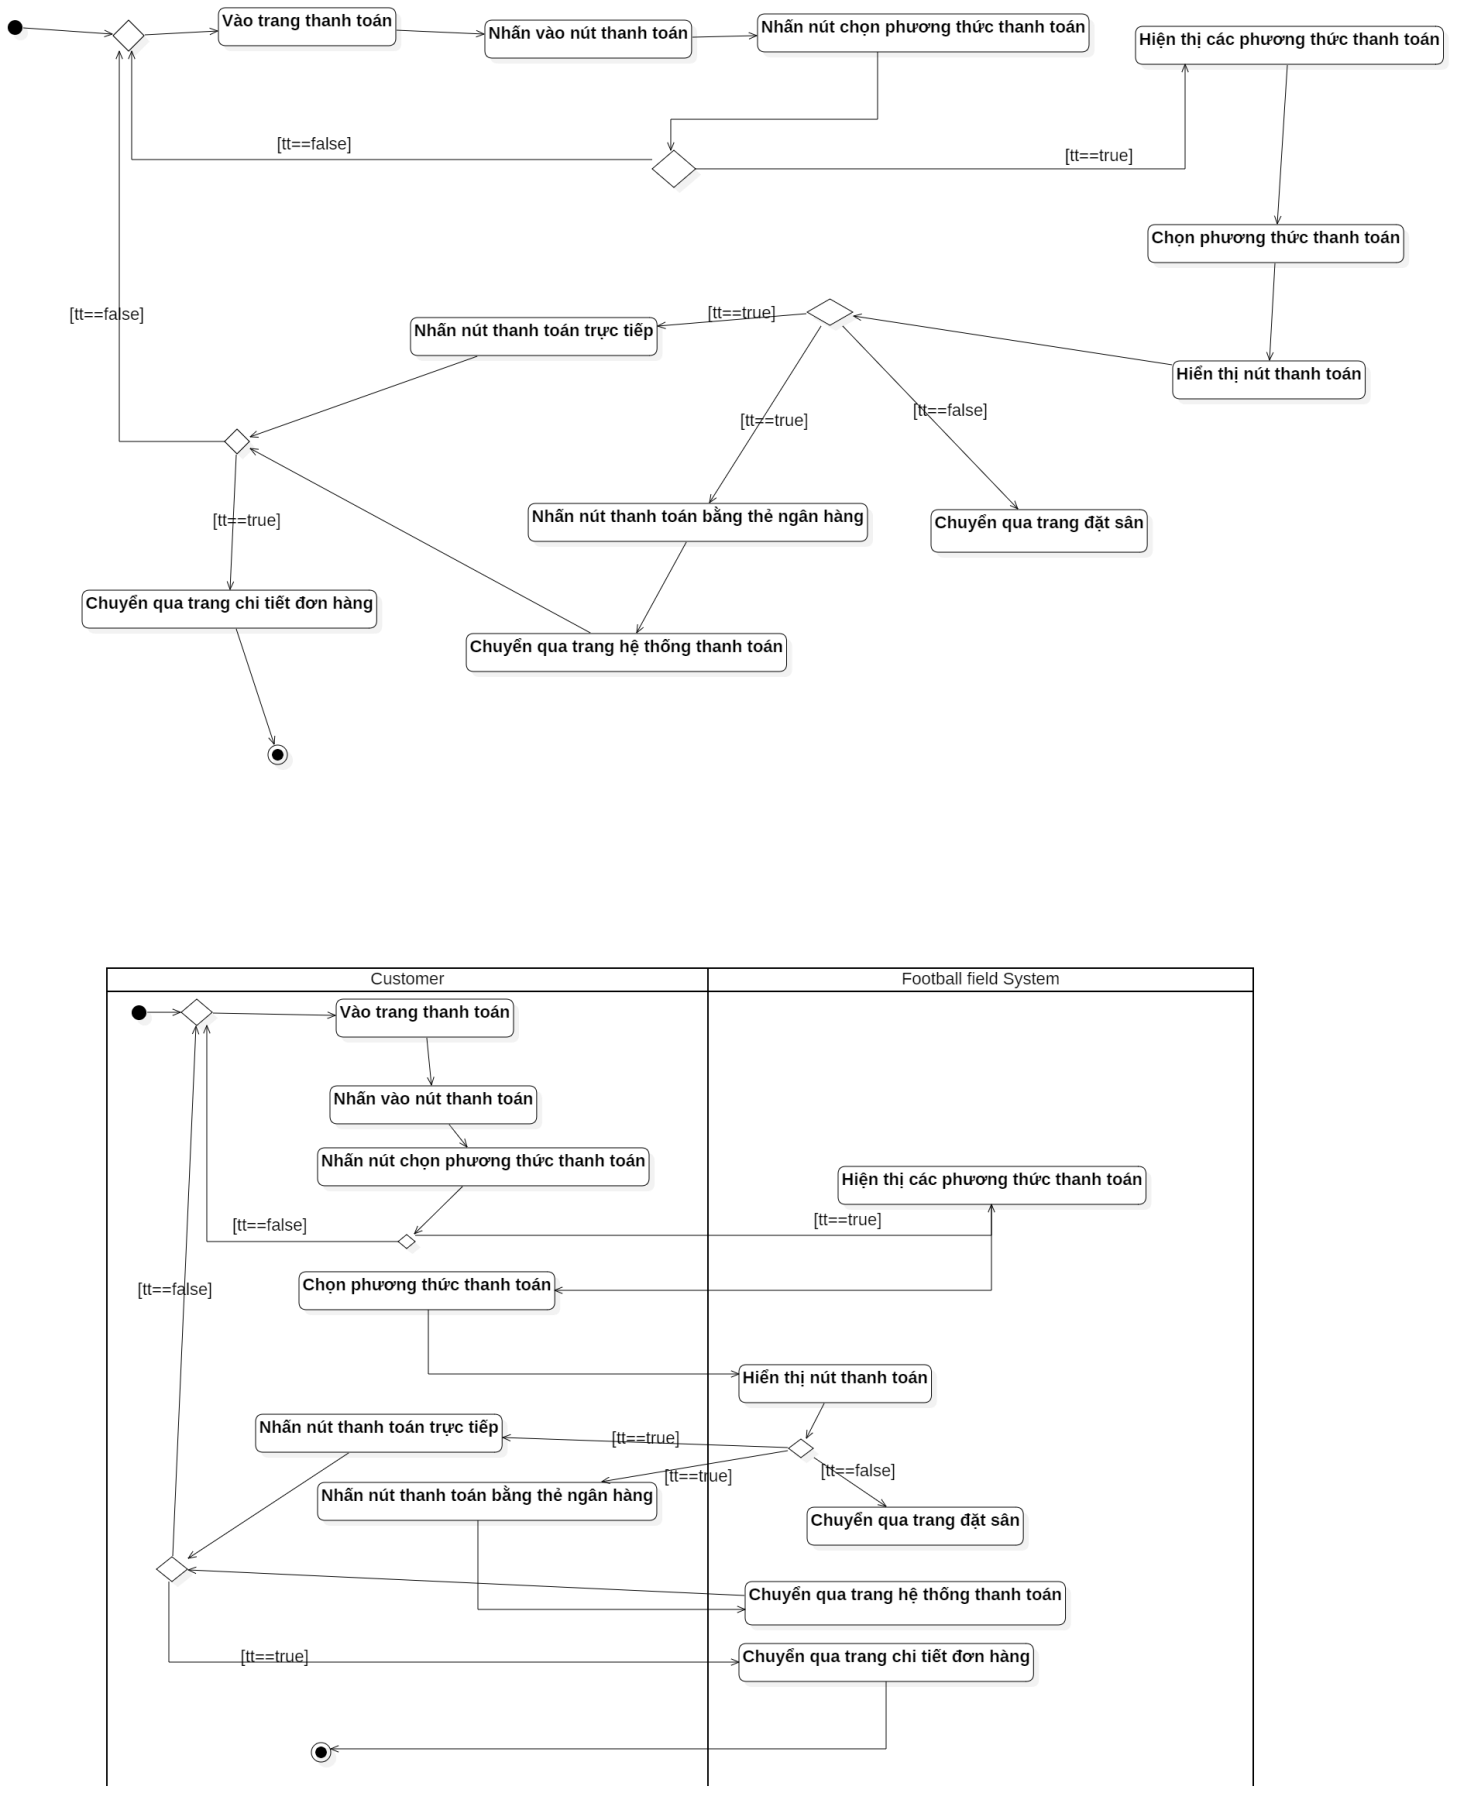 Vào trang thanh toán
Nhấn vào nút thanh toán
Nhấn nút chọn phương thức thanh toán
Hiện thị các phương thức thanh toán
[tt==false]
[tt==true]
Chọn phương thức thanh toán
[tt==false]
[tt==true]
Nhấn nút thanh toán trực tiếp
Hiển thị nút thanh toán
[tt==true]
[tt==false]
[tt==true]
Nhấn nút thanh toán bằng thẻ ngân hàng
Chuyển qua trang đặt sân
Chuyển qua trang chi tiết đơn hàng
Chuyển qua trang hệ thống thanh toán
Customer
Football field System
Vào trang thanh toán
Nhấn vào nút thanh toán
Nhấn nút chọn phương thức thanh toán
Hiện thị các phương thức thanh toán
[tt==false]
[tt==true]
[tt==false]
Chọn phương thức thanh toán
Hiển thị nút thanh toán
Nhấn nút thanh toán trực tiếp
[tt==true]
[tt==true]
[tt==false]
Nhấn nút thanh toán bằng thẻ ngân hàng
Chuyển qua trang đặt sân
Chuyển qua trang hệ thống thanh toán
[tt==true]
Chuyển qua trang chi tiết đơn hàng